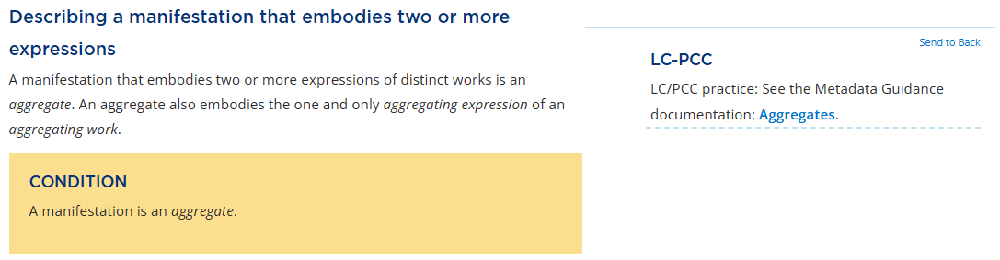 Describing a manifestation that embodies two or more
expressions
A manifestation that embodies two or more expressions of distinct works is an
aggregate. An aggregate also embodies the one and only aggregating expression of an
aggregating work.
CONDITION
A manifestation is an aggregate.
Send to Back
LC-PCC
LC/PCC practice: See the Metadata Guidance
documentation: Aggregates.